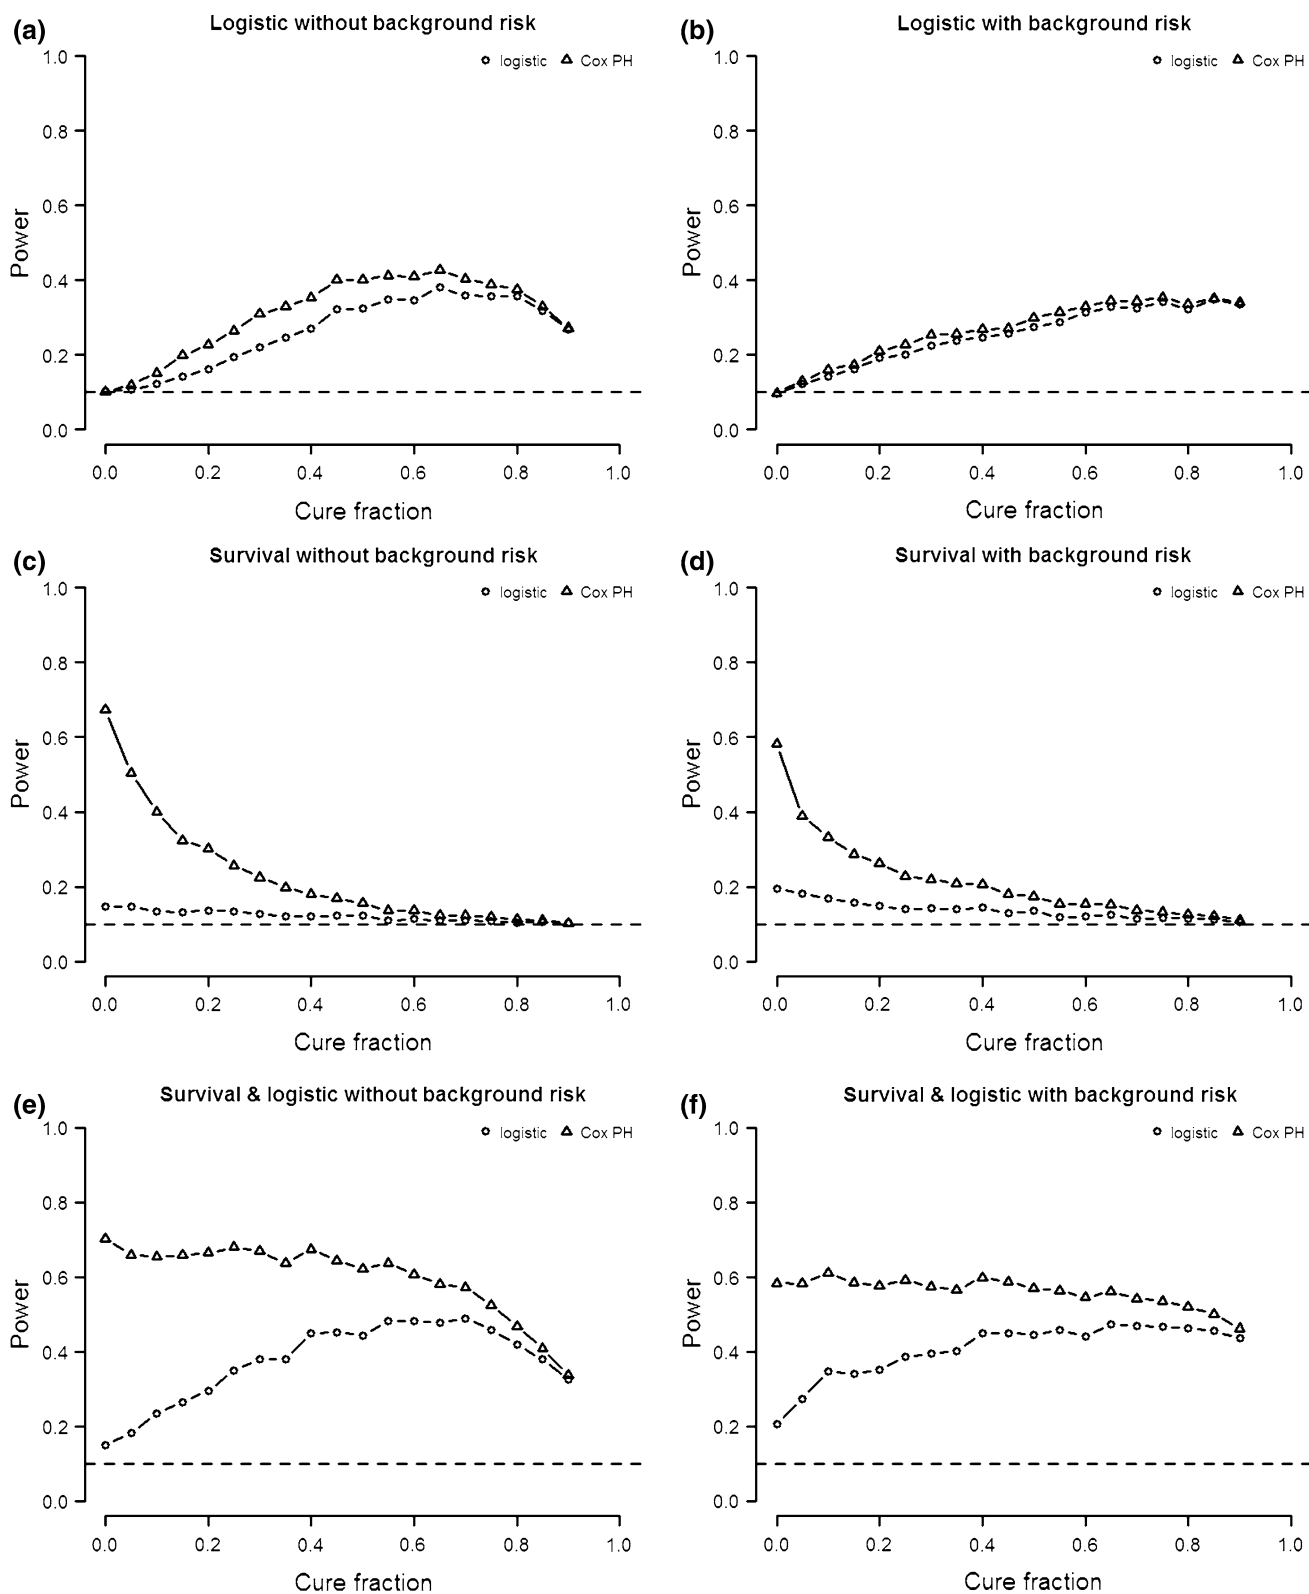 (a) Logistic without background risk
logistic Cox PH
1.0
0.8
0.6
0.4
0.2
0.0
Power
0.0 0.2 0.4 0.6 0.8 1.0
Cure fraction
(b) Logistic with background risk
logistic Cox PH
1.0
0.8
0.6
0.4
0.2
0.0
Power
0.0 0.2 0.4 0.6 0.8 1.0
Cure fraction
(c) Survival without background risk
logistic Cox PH
1.0
0.8
0.6
0.4
0.2
0.0
Power
0.0 0.2 0.4 0.6 0.8 1.0
Cure fraction
(d) Survival with background risk
logistic Cox PH
1.0
0.8
0.6
0.4
0.2
0.0
Power
0.0 0.2 0.4 0.6 0.8 1.0
Cure fraction
(e) Survival & logistic without background risk
logistic Cox PH
1.0
0.8
0.6
0.4
0.2
0.0
Power
0.0 0.2 0.4 0.6 0.8 1.0
Cure fraction
(f) Survival & logistic with background risk
logistic Cox PH
1.0
0.8
0.6
0.4
0.2
0.0
Power
0.0 0.2 0.4 0.6 0.8 1.0
Cure fraction